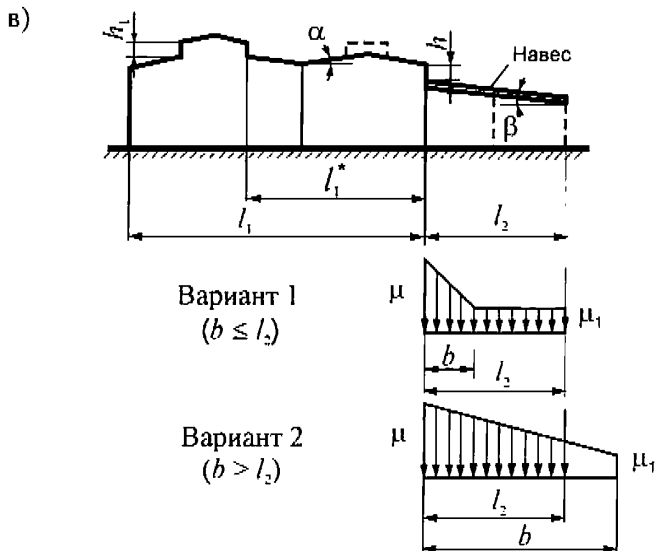 в)
h₁
α
h
Навес
β
l₁*
l₁
l₂
Вариант 1
(b ≤ l₂)
μ
μ₁
b
l₂
Вариант 2
(b > l₂)
μ
μ₁
l₂
b